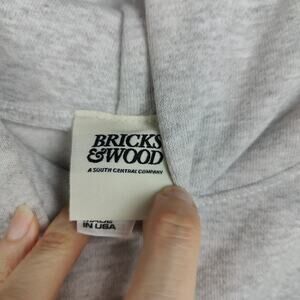 BRICKS
&WOOD
A SOUTH CENTRAL COMPANY
MADE
IN USA